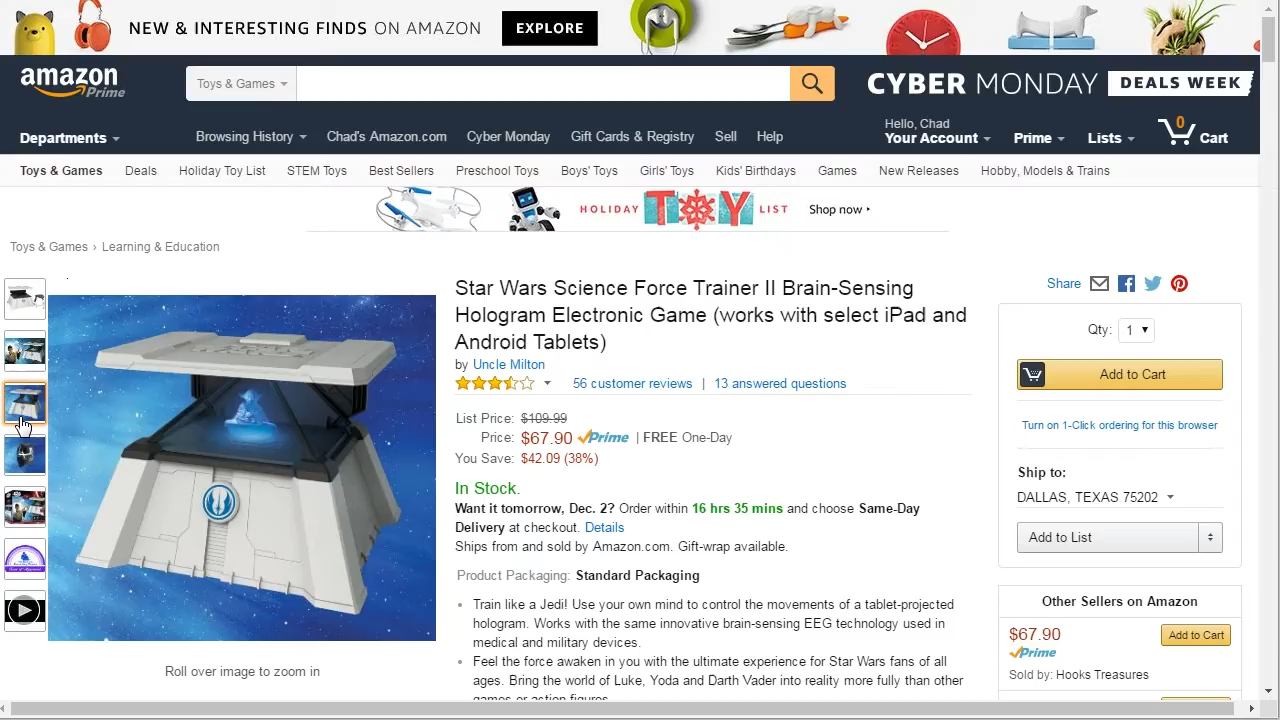 NEW & INTERESTING FINDS ON AMAZON EXPLORE
amazon Prime
Toys & Games
CYBER MONDAY DEALS WEEK
Departments
Browsing History Chad's Amazon.com Cyber Monday Gift Cards & Registry Sell Help
Hello, Chad
Your Account Prime Lists 0 Cart
Toys & Games Deals Holiday Toy List STEM Toys Best Sellers Preschool Toys Boys' Toys Girls' Toys Kids' Birthdays Games New Releases Hobby, Models & Trains
HOLIDAY TOY LIST Shop now
Toys & Games › Learning & Education
Star Wars Science Force Trainer II Brain-Sensing
Hologram Electronic Game (works with select iPad and
Android Tablets)
by Uncle Milton
56 customer reviews | 13 answered questions
List Price: $109.99
Price: $67.90 Prime | FREE One-Day
You Save: $42.09 (38%)
In Stock.
Want it tomorrow, Dec. 2? Order within 16 hrs 35 mins and choose Same-Day
Delivery at checkout. Details
Ships from and sold by Amazon.com. Gift-wrap available.
Product Packaging: Standard Packaging
• Train like a Jedi! Use your own mind to control the movements of a tablet-projected
hologram. Works with the same innovative brain-sensing EEG technology used in
medical and military devices.
• Feel the force awaken in you with the ultimate experience for Star Wars fans of all
ages. Bring the world of Luke, Yoda and Darth Vader into reality more fully than other
games or action figures.
Roll over image to zoom in
Share
Qty: 1
Add to Cart
Turn on 1-Click ordering for this browser
Ship to:
DALLAS, TEXAS 75202
Add to List
Other Sellers on Amazon
$67.90 Add to Cart
Prime
Sold by: Hooks Treasures